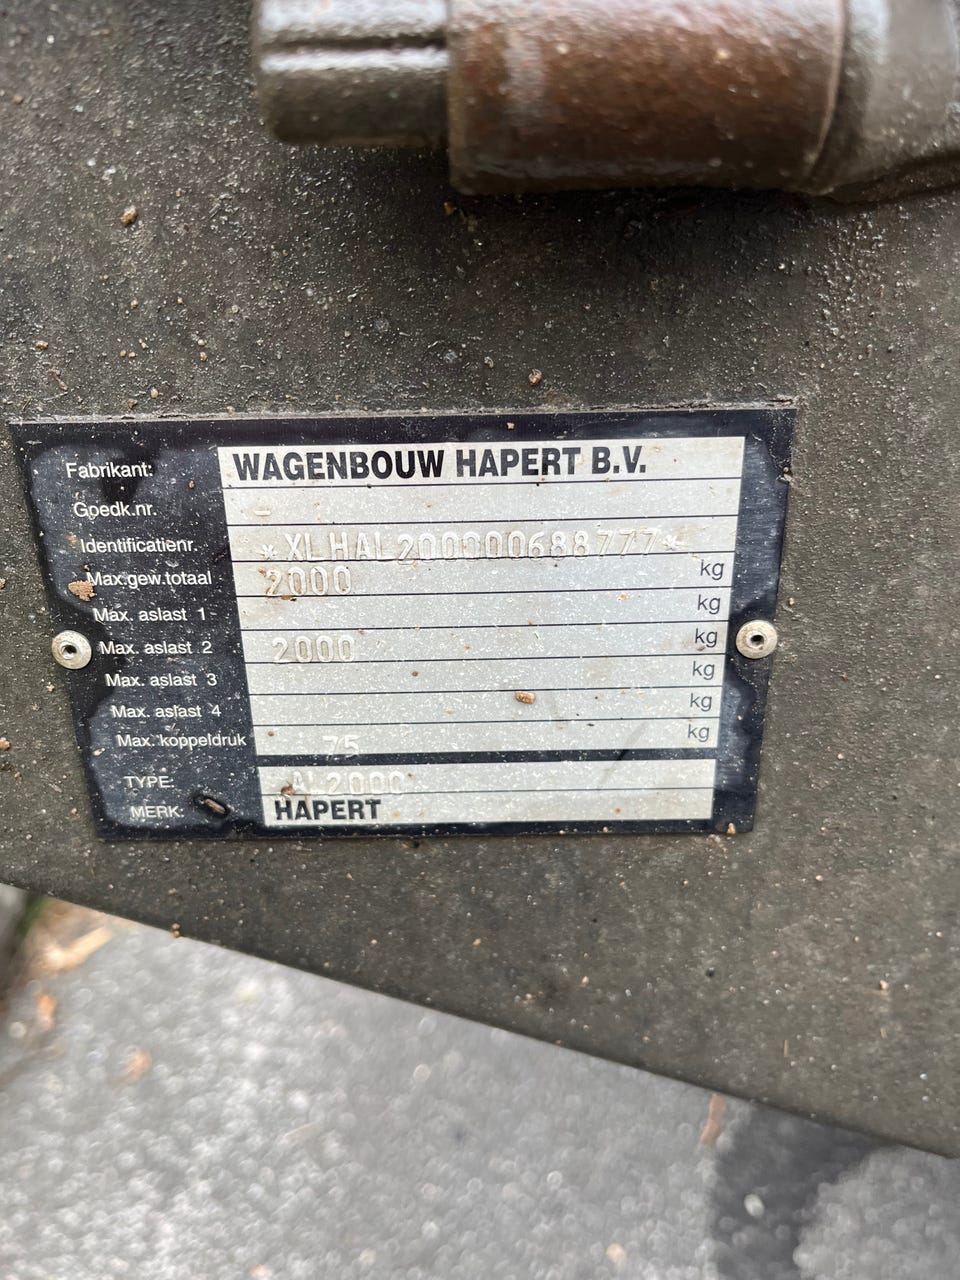 Fabrikant: WAGENBOUW HAPERT B.V.
Goedk.nr. -
Identificatienr. *XLHAL200000688777*
Max.gew.totaal 2000 kg
Max. aslast 1 kg
Max. aslast 2 2000 kg
Max. aslast 3 kg
Max. aslast 4 kg
Max. koppeldruk 75 kg
TYPE: AL2000
MERK: HAPERT